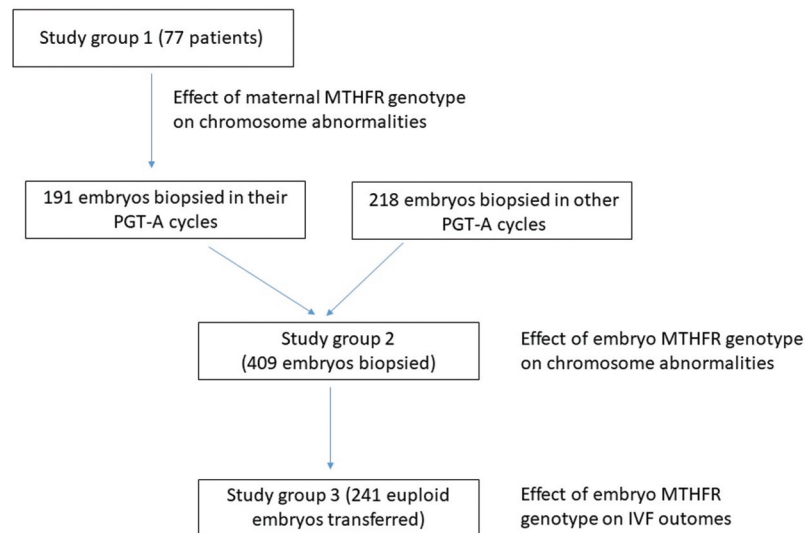 Study group 1 (77 patients)
Effect of maternal MTHFR genotype
on chromosome abnormalities
191 embryos biopsied in their
PGT-A cycles
218 embryos biopsied in other
PGT-A cycles
Study group 2
(409 embryos biopsied)
Effect of embryo MTHFR genotype
on chromosome abnormalities
Study group 3 (241 euploid
embryos transferred)
Effect of embryo MTHFR
genotype on IVF outomes